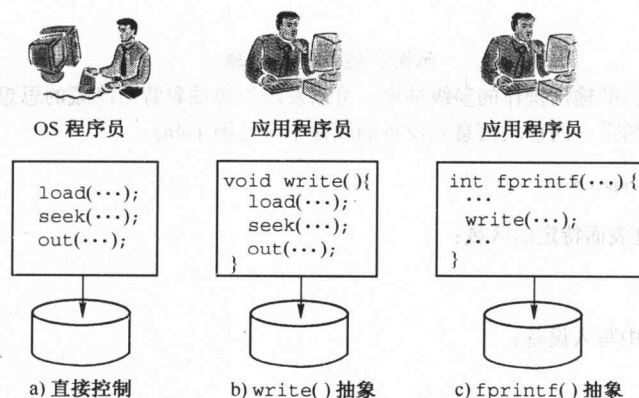 OS 程序员
应用程序员
应用程序员
load(···);
seek(···);
out(···);
void write(){
load(···);
seek(···);
out(···);
}
int fprintf(···){
···
write(···);
···
}
a) 直接控制
b) write( ) 抽象
c) fprintf( ) 抽象